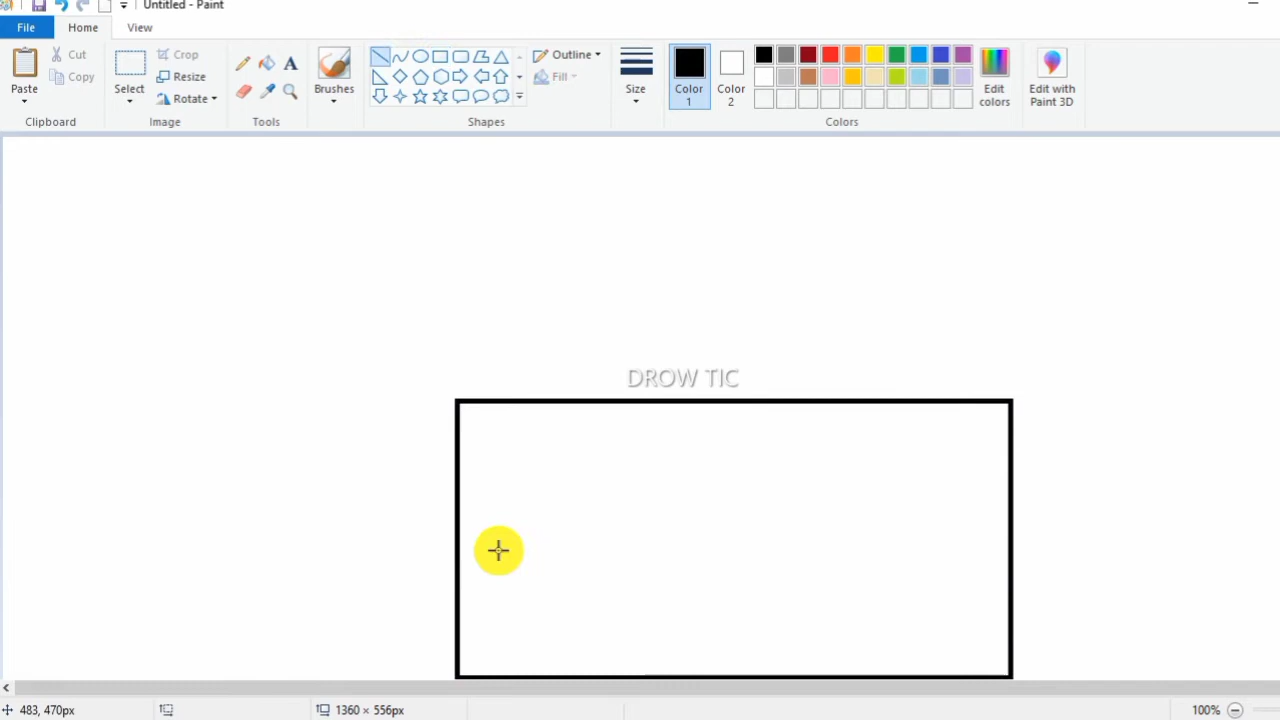 Untitled - Paint
File Home View
Paste
Cut
Copy
Clipboard
Select
Crop
Resize
Rotate
Image
Tools
Brushes
Outline
Fill
Shapes
Size
Color 1
Color 2
Edit colors
Edit with Paint 3D
Colors
DROW TIC
483, 470px
1360 × 556px
100%